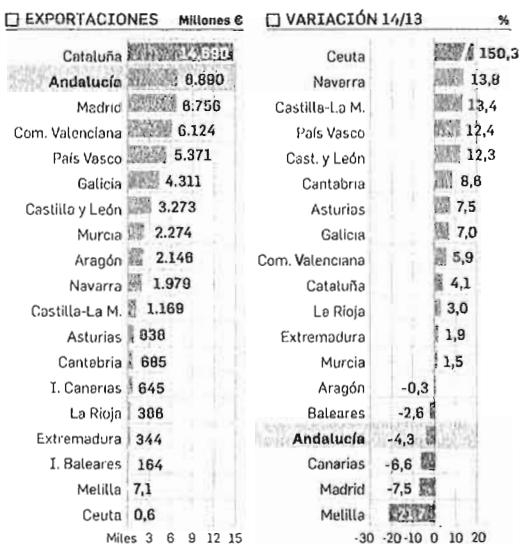 EXPORTACIONES Millones €
Cataluña
Andalucía
Madrid 6.756
Com. Valenciana 6.124
País Vasco 5.371
Galicia 4.311
Castilla y León 3.273
Murcia 2.274
Aragón 2.146
Navarra 1.979
Castilla-La M. 1.169
Asturias
Cantabria 685
I. Canarias 645
La Rioja 386
Extremadura 344
I. Baleares 164
Melilla 7,1
Ceuta 0,6
Miles 3 6 9 12 15
VARIACIÓN 14/13 %
Ceuta 150,3
Navarra 13,8
Castilla-La M. 13,4
País Vasco 12,4
Cast. y León 12,3
Cantabria 8,6
Asturias 7,5
Galicia 7,0
Com. Valenciana 5,9
Cataluña 4,1
La Rioja 3,0
Extremadura 1,9
Murcia 1,5
Aragón -0,3
Baleares -2,6
Andalucía -4,3
Canarias -6,6
Madrid -7,5
Melilla
-30 -20 -10 0 10 20